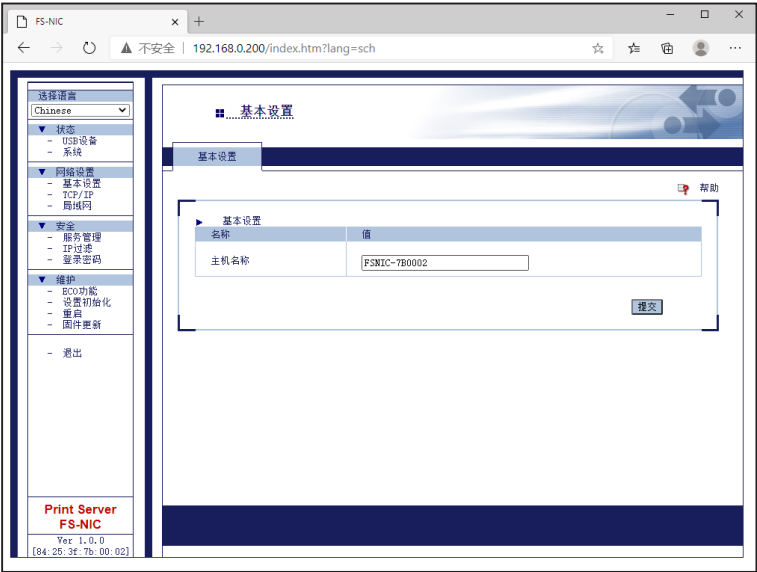 FS-NIC
不安全 192.168.0.200/index.htm?lang=sch
选择语言
Chinese
▼ 状态
- USB设备
- 系统
▼ 网络设置
- 基本设置
- TCP/IP
- 局域网
▼ 安全
- 服务管理
- IP过滤
- 登录密码
▼ 维护
- ECO功能
- 设置初始化
- 重启
- 固件更新
- 退出
Print Server
FS-NIC
Ver 1.0.0
[84:25:3f:7b:00:02]
基本设置
基本设置
帮助
基本设置
名称 值
主机名称 FSNIC-7B0002
提交